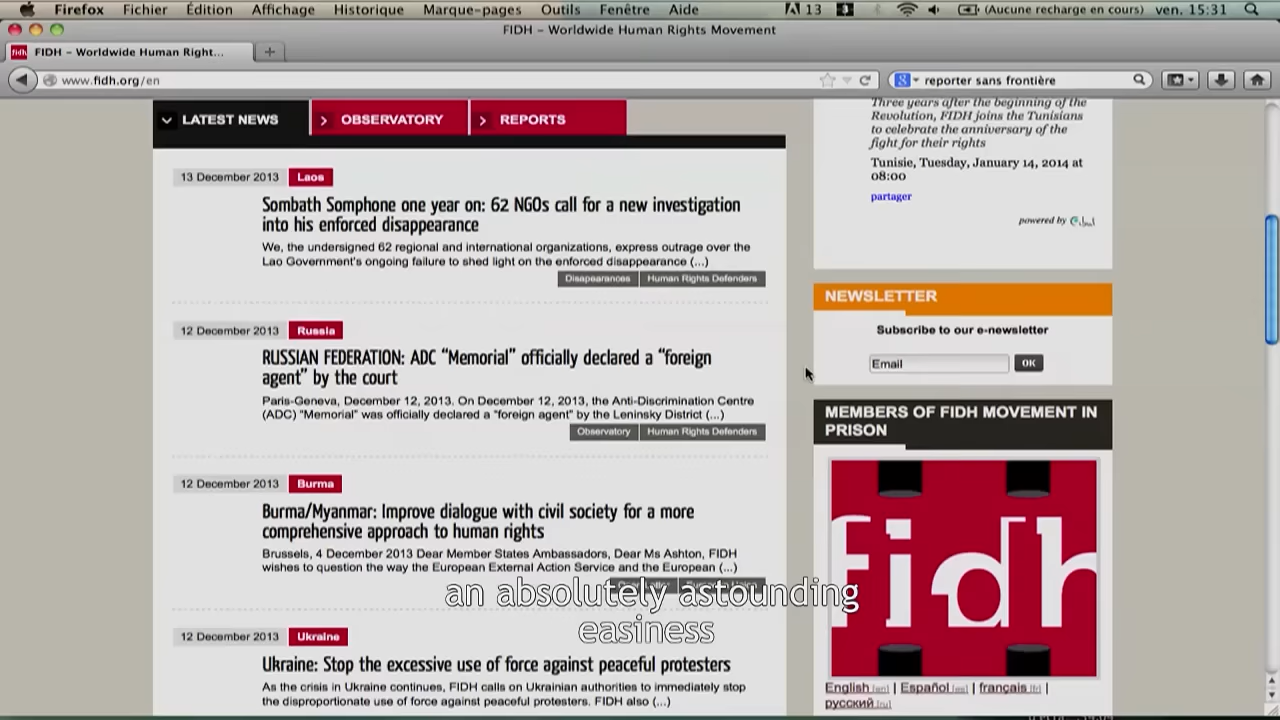 Firefox Fichier Édition Affichage Historique Marque-pages Outils Fenêtre Aide 13 (Aucune recharge en cours) ven. 15:31
FIDH – Worldwide Human Rights Movement
fidh FIDH – Worldwide Human Right...
www.fidh.org/en
reporter sans frontière
LATEST NEWS
OBSERVATORY
REPORTS
13 December 2013 Laos
Sombath Somphone one year on: 62 NGOs call for a new investigation
into his enforced disappearance
We, the undersigned 62 regional and international organizations, express outrage over the
Lao Government's ongoing failure to shed light on the enforced disappearance (...)
Disapearances Human Rights Defenders
12 December 2013 Russia
RUSSIAN FEDERATION: ADC “Memorial” officially declared a “foreign
agent” by the court
Paris-Geneva, December 12, 2013. On December 12, 2013, the Anti-Discrimination Centre
(ADC) "Memorial" was officially declared a "foreign agent" by the Leninsky District (...)
Observatory Human Rights Defenders
12 December 2013 Burma
Burma/Myanmar: Improve dialogue with civil society for a more
comprehensive approach to human rights
Brussels, 4 December 2013 Dear Member States Ambassadors, Dear Ms Ashton, FIDH
wishes to question the way the European External Action Service and the European (...)
12 December 2013 Ukraine
Ukraine: Stop the excessive use of force against peaceful protesters
As the crisis in Ukraine continues, FIDH calls on Ukrainian authorities to immediately stop
the disproportionate use of force against peaceful protesters. FIDH also (...)
Three years after the beginning of the
Revolution, FIDH joins the Tunisians
to celebrate the anniversary of the
fight for their rights
Tunisie, Tuesday, January 14, 2014 at
08:00
partager
powered by
NEWSLETTER
Subscribe to our e-newsletter
Email OK
MEMBERS OF FIDH MOVEMENT IN
PRISON
fidh
English [en] | Español [es] | français [fr] |
русский [ru]
an absolutely astounding
easiness